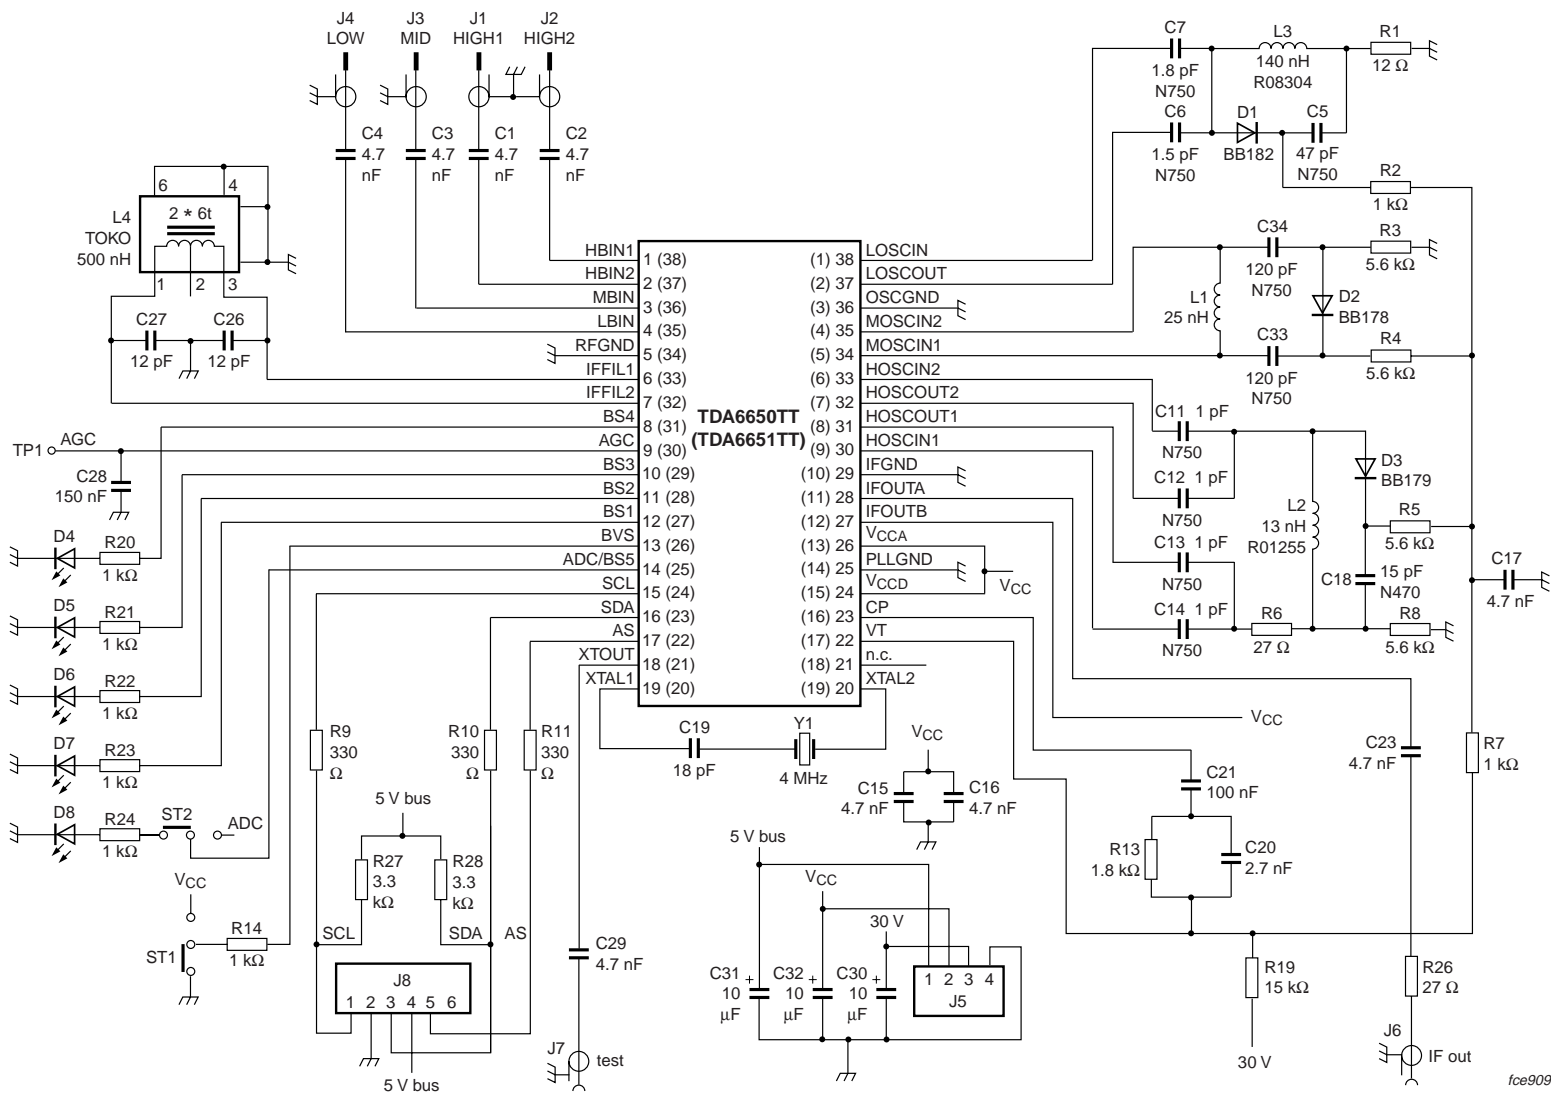 J4
LOW
J3
MID
J1
HIGH1
J2
HIGH2
C7
1.8 pF
N750
L3
140 nH
R08304
R1
12 Ω
C6
1.5 pF
N750
D1
BB182
C5
47 pF
N750
R2
1 kΩ
C4
4.7
nF
C3
4.7
nF
C1
4.7
nF
C2
4.7
nF
6
4
L4
TOKO
500 nH
2 * 6t
1
2
3
C27
12 pF
C26
12 pF
HBIN1
1 (38)
HBIN2
2 (37)
MBIN
3 (36)
LBIN
4 (35)
RFGND
5 (34)
IFFIL1
6 (33)
IFFIL2
7 (32)
BS4
8 (31)
AGC
9 (30)
BS3
10 (29)
BS2
11 (28)
BS1
12 (27)
BVS
13 (26)
ADC/BS5
14 (25)
SCL
15 (24)
SDA
16 (23)
AS
17 (22)
XTOUT
18 (21)
XTAL1
19 (20)
TDA6650TT
(TDA6651TT)
LOSCIN
(1) 38
LOSCOUT
(2) 37
OSCGND
(3) 36
MOSCIN2
(4) 35
MOSCIN1
(5) 34
HOSCIN2
(6) 33
HOSCOUT2
(7) 32
HOSCOUT1
(8) 31
HOSCIN1
(9) 30
IFGND
(10) 29
IFOUTA
(11) 28
IFOUTB
(12) 27
VCCA
(13) 26
PLLGND
(14) 25
VCCD
(15) 24
CP
(16) 23
VT
(17) 22
n.c.
(18) 21
XTAL2
(19) 20
VCC
C34
120 pF
N750
R3
5.6 kΩ
L1
25 nH
D2
BB178
C33
120 pF
N750
R4
5.6 kΩ
C11 1 pF
N750
C12 1 pF
N750
C13 1 pF
N750
C14 1 pF
N750
D3
BB179
L2
13 nH
R01255
R5
5.6 kΩ
C18
15 pF
N470
R6
27 Ω
R8
5.6 kΩ
C17
4.7 nF
TP1
AGC
C28
150 nF
D4
R20
1 kΩ
D5
R21
1 kΩ
D6
R22
1 kΩ
D7
R23
1 kΩ
D8
R24
1 kΩ
ST2
ADC
VCC
R14
1 kΩ
ST1
R9
330
Ω
R10
330
Ω
R11
330
Ω
5 V bus
R27
3.3
kΩ
R28
3.3
kΩ
SCL
SDA
AS
J8
1 2 3 4 5 6
5 V bus
C29
4.7 nF
J7
test
C19
18 pF
Y1
4 MHz
VCC
C15
4.7 nF
C16
4.7 nF
5 V bus
VCC
30 V
C31
10
μF
+
C32
10
μF
+
C30
10
μF
+
1 2 3 4
J5
VCC
C21
100 nF
R13
1.8 kΩ
C20
2.7 nF
C23
4.7 nF
R7
1 kΩ
R19
15 kΩ
30 V
R26
27 Ω
J6
IF out
fce909